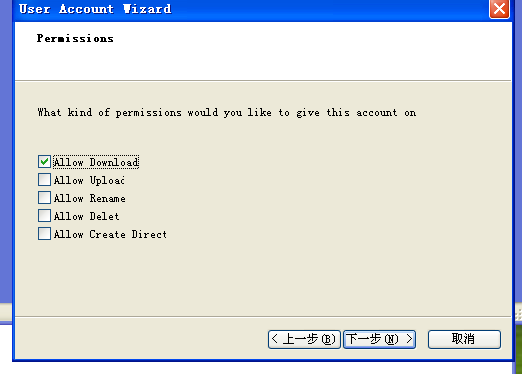 User Account Wizard
Permissions
What kind of permissions would you like to give this account on
Allow Download
Allow Upload
Allow Rename
Allow Delet
Allow Create Direct
< 上一步(B)
下一步(N) >
取消